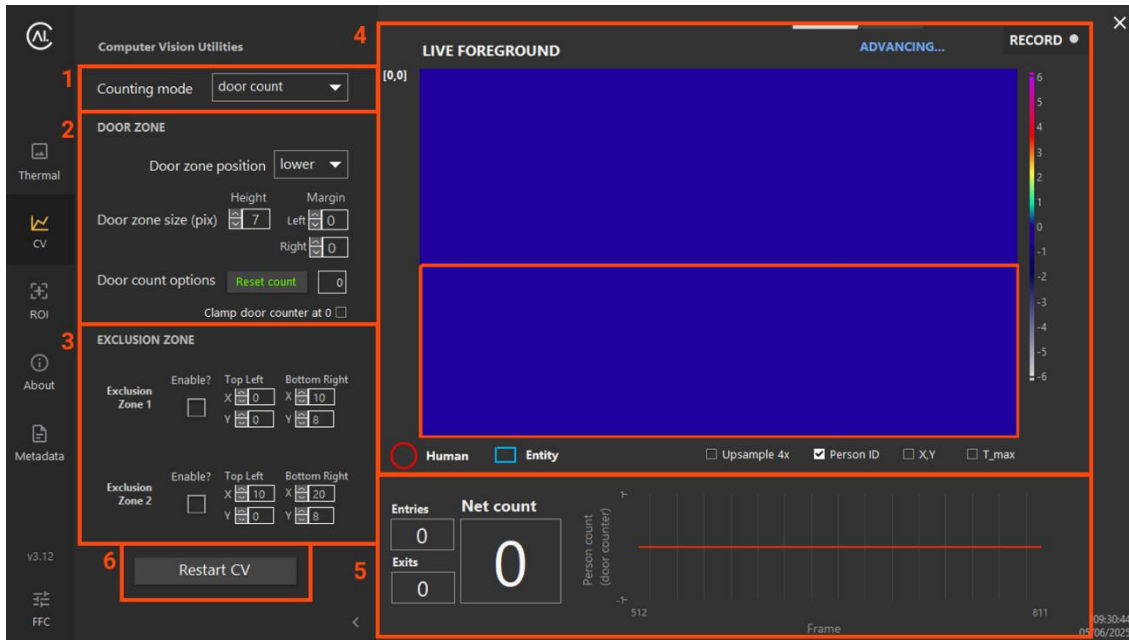 AI.
Thermal
CV
ROI
About
Metadata
v3.12
FFC
Computer Vision Utilities
1
Counting mode door count
2
DOOR ZONE
Door zone position lower
Height Margin
Door zone size (pix) 7 Left 0
Right 0
Door count options Reset count 0
Clamp door counter at 0
3
EXCLUSION ZONE
Enable? Top Left Bottom Right
Exclusion
Zone 1
X 0 X 10
Y 0 Y 8
Enable? Top Left Bottom Right
Exclusion
Zone 2
X 10 X 20
Y 0 Y 8
6
Restart CV
4
LIVE FOREGROUND
ADVANCING...
RECORD
[0,0]
6
5
4
3
2
1
0
-1
-2
-3
-4
-5
-6
Human Entity Upsample 4x Person ID X,Y T_max
5
Entries
0
Exits
0
Net count
0
Person count
(door counter)
1
-1
512 811
Frame
09:30:44
05/06/2025